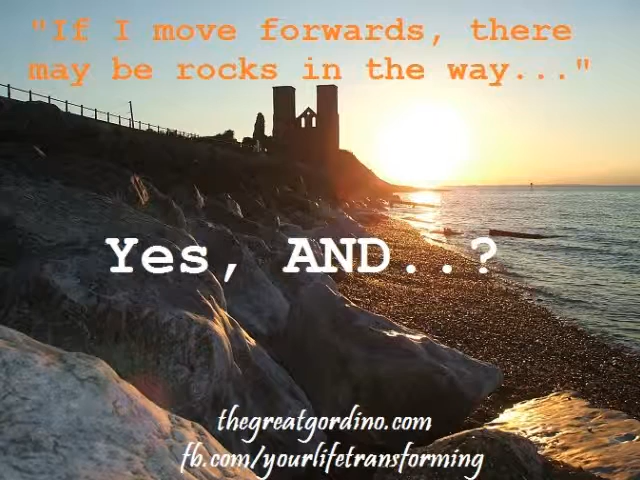 "If I move forwards, there
may be rocks in the way..."
Yes, AND..?
thegreatgordino.com
fb.com/yourlifetransforming